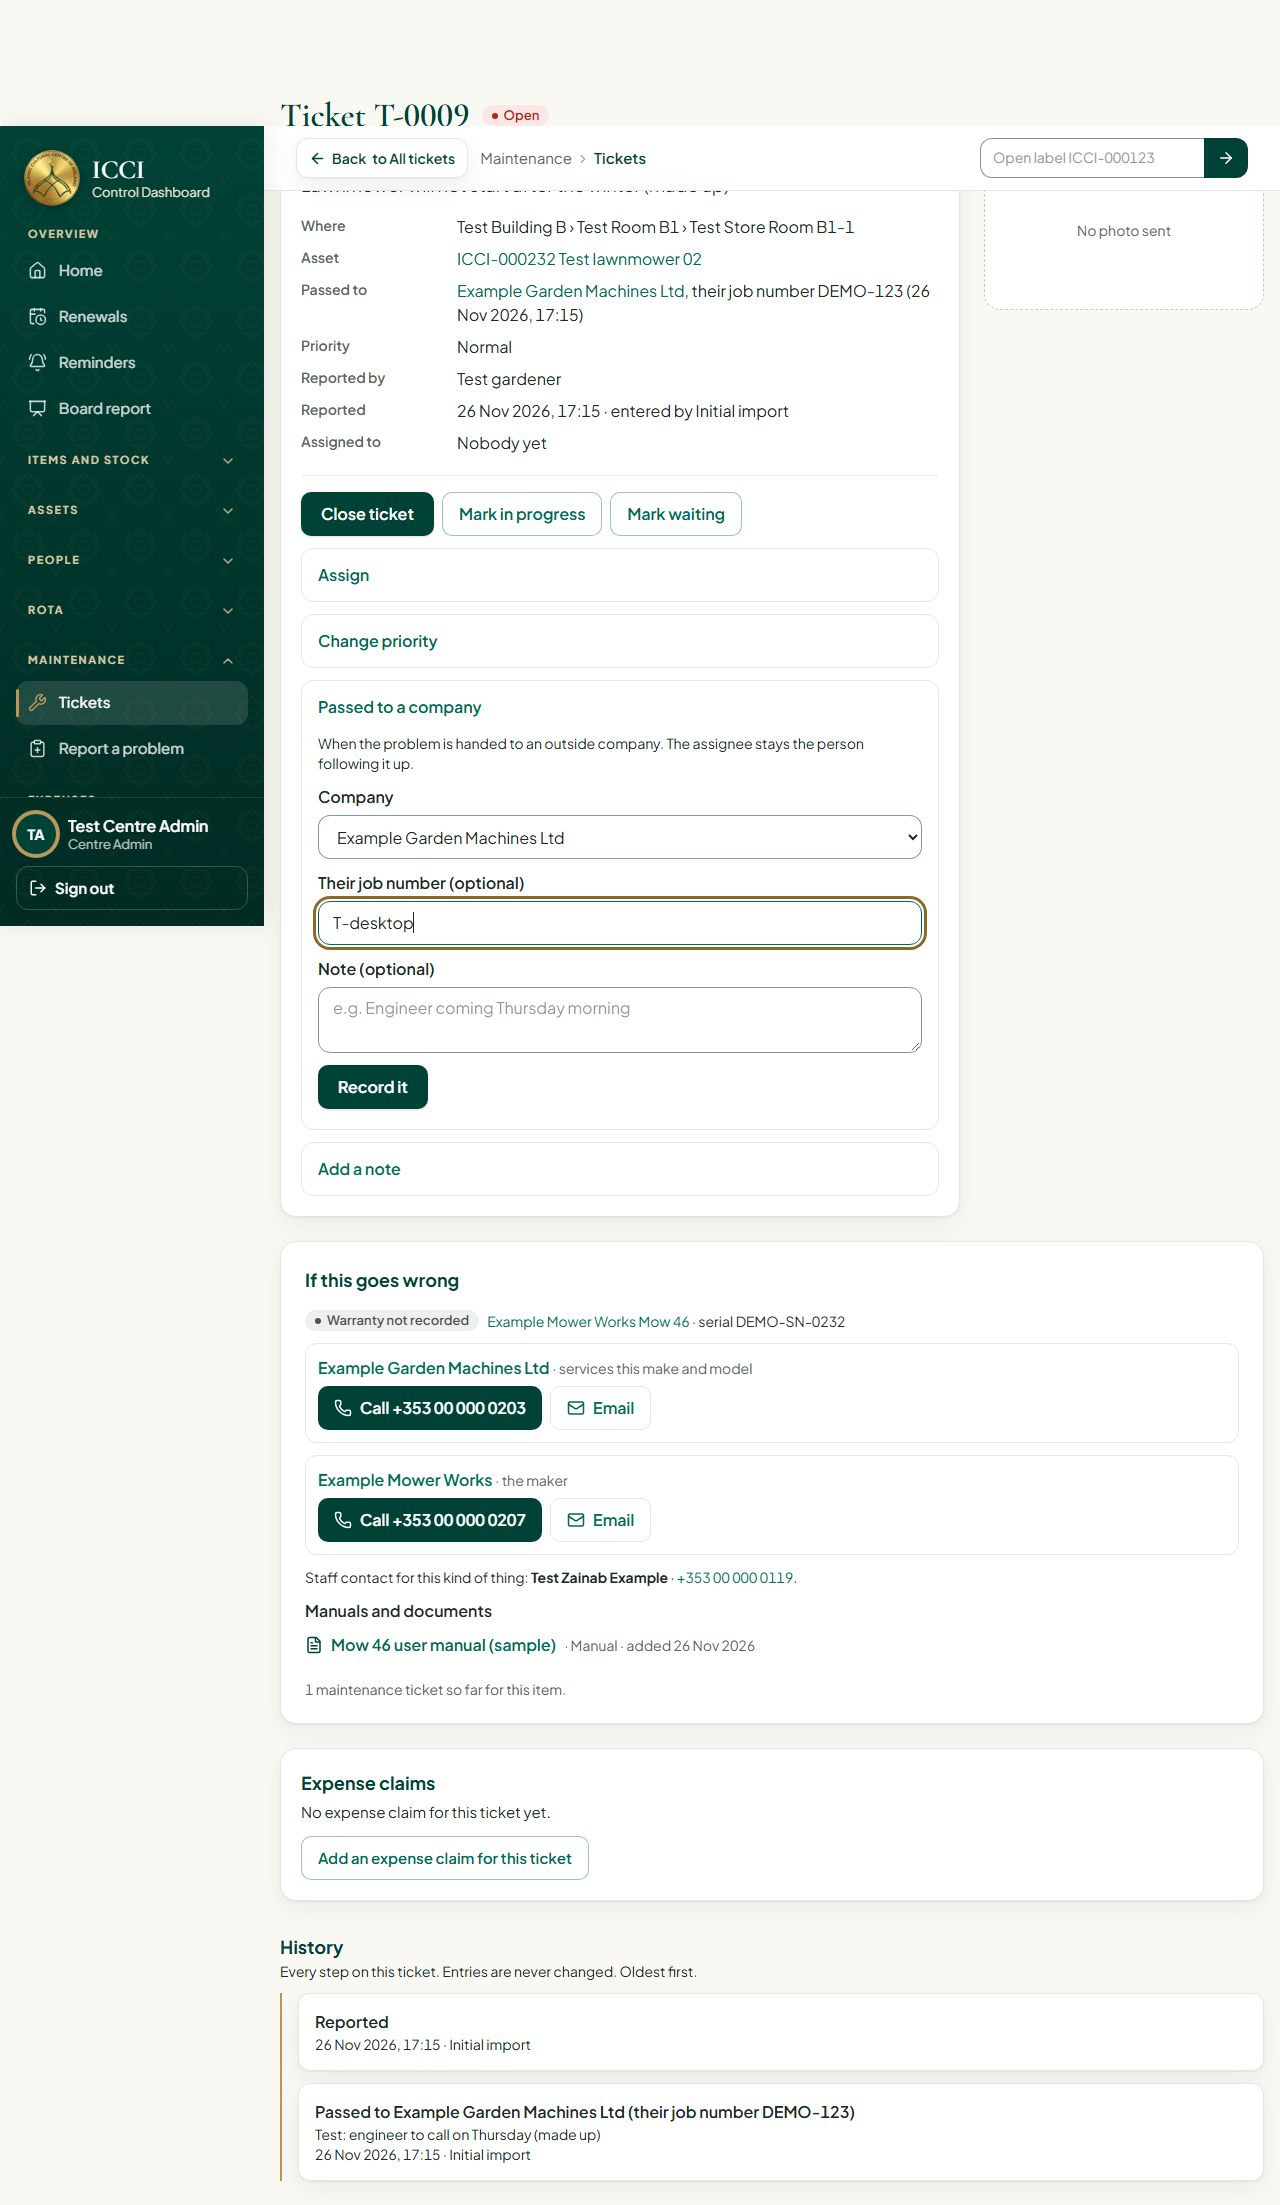 Ticket T-0009
Open
ICCI
Control Dashboard
Back to All tickets
Maintenance › Tickets
Open label ICCI-000123
OVERVIEW
Home
Renewals
Reminders
Board report
ITEMS AND STOCK
ASSETS
PEOPLE
ROTA
MAINTENANCE
Tickets
Report a problem
TA
Test Centre Admin
Centre Admin
Sign out
No photo sent
Where
Test Building B › Test Room B1 › Test Store Room B1-1
Asset
ICCI-000232 Test lawnmower 02
Passed to
Example Garden Machines Ltd, their job number DEMO-123 (26
Nov 2026, 17:15)
Priority
Normal
Reported by
Test gardener
Reported
26 Nov 2026, 17:15 · entered by Initial import
Assigned to
Nobody yet
Close ticket
Mark in progress
Mark waiting
Assign
Change priority
Passed to a company
When the problem is handed to an outside company. The assignee stays the person
following it up.
Company
Example Garden Machines Ltd
Their job number (optional)
T-desktop
Note (optional)
e.g. Engineer coming Thursday morning
Record it
Add a note
If this goes wrong
Warranty not recorded
Example Mower Works Mow 46 · serial DEMO-SN-0232
Example Garden Machines Ltd · services this make and model
Call +353 00 000 0203
Email
Example Mower Works · the maker
Call +353 00 000 0207
Email
Staff contact for this kind of thing: Test Zainab Example · +353 00 000 0119.
Manuals and documents
Mow 46 user manual (sample) · Manual · added 26 Nov 2026
1 maintenance ticket so far for this item.
Expense claims
No expense claim for this ticket yet.
Add an expense claim for this ticket
History
Every step on this ticket. Entries are never changed. Oldest first.
Reported
26 Nov 2026, 17:15 · Initial import
Passed to Example Garden Machines Ltd (their job number DEMO-123)
Test: engineer to call on Thursday (made up)
26 Nov 2026, 17:15 · Initial import